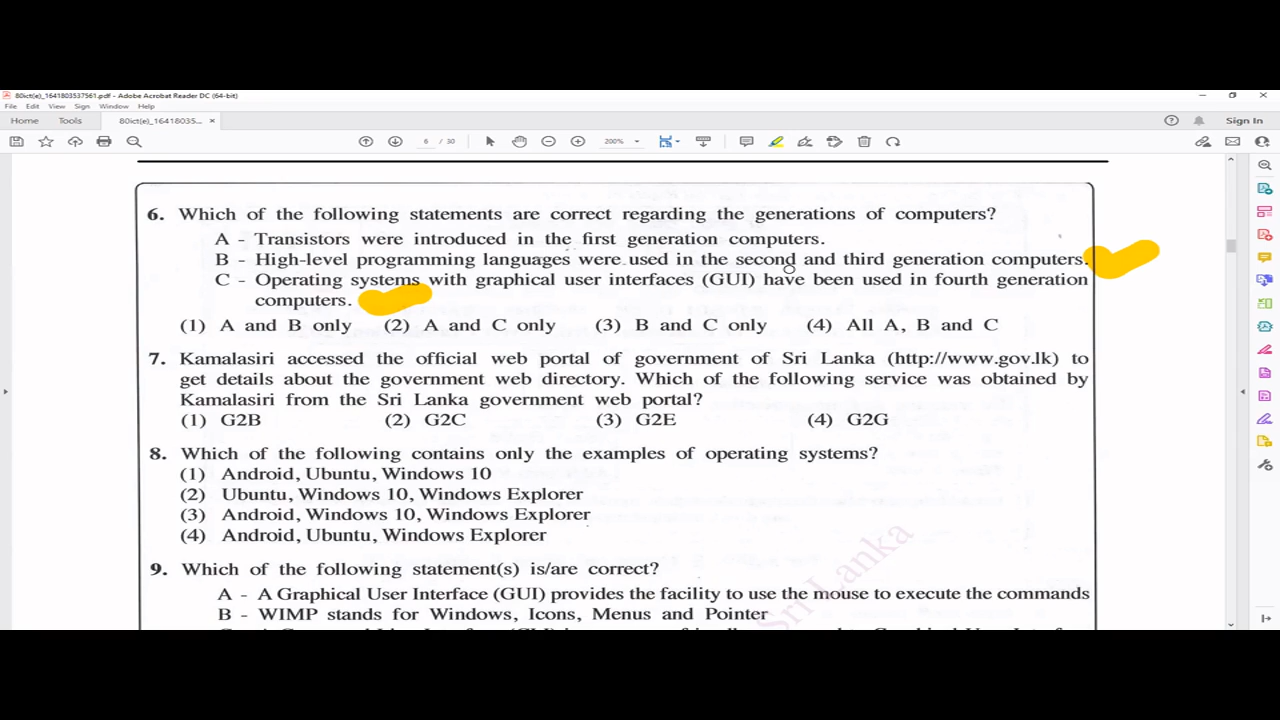 80ict(e)_1641803537561.pdf - Adobe Acrobat Reader DC (64-bit)
File Edit View Sign Window Help
Home Tools 80ict(e)_16418035... × Sign In
6 / 30 200%
6. Which of the following statements are correct regarding the generations of computers?
A - Transistors were introduced in the first generation computers.
B - High-level programming languages were used in the second and third generation computers.
C - Operating systems with graphical user interfaces (GUI) have been used in fourth generation
computers.
(1) A and B only (2) A and C only (3) B and C only (4) All A, B and C
7. Kamalasiri accessed the official web portal of government of Sri Lanka (http://www.gov.lk) to
get details about the government web directory. Which of the following service was obtained by
Kamalasiri from the Sri Lanka government web portal?
(1) G2B (2) G2C (3) G2E (4) G2G
8. Which of the following contains only the examples of operating systems?
(1) Android, Ubuntu, Windows 10
(2) Ubuntu, Windows 10, Windows Explorer
(3) Android, Windows 10, Windows Explorer
(4) Android, Ubuntu, Windows Explorer
9. Which of the following statement(s) is/are correct?
A - A Graphical User Interface (GUI) provides the facility to use the mouse to execute the commands
B - WIMP stands for Windows, Icons, Menus and Pointer
Sri Lanka